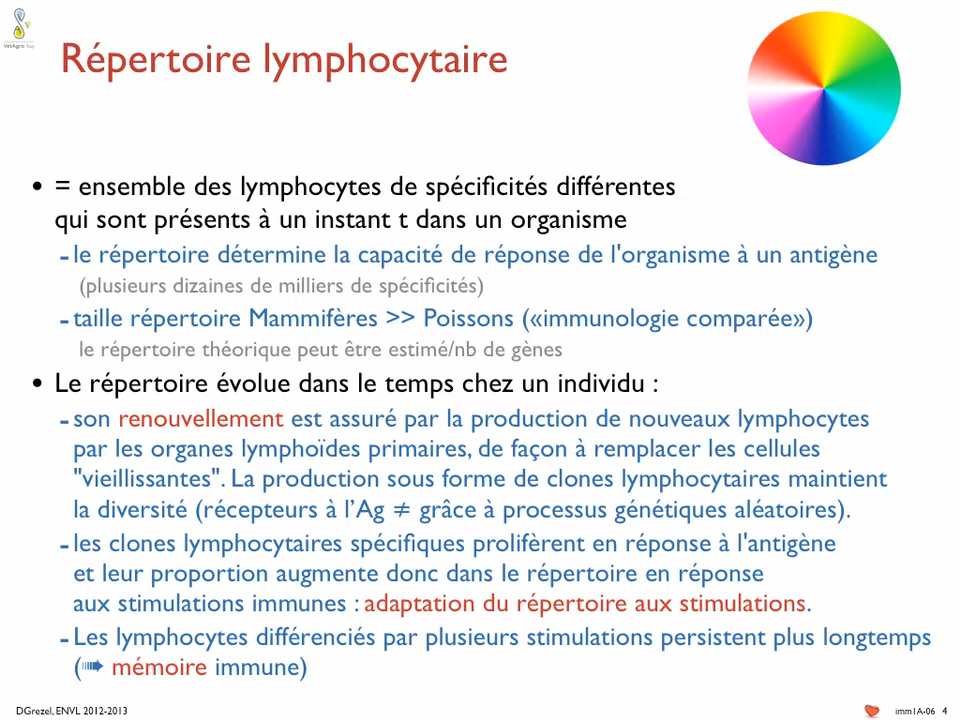 VetAgro Sup
Répertoire lymphocytaire
• = ensemble des lymphocytes de spécificités différentes
qui sont présents à un instant t dans un organisme
- le répertoire détermine la capacité de réponse de l'organisme à un antigène
(plusieurs dizaines de milliers de spécificités)
- taille répertoire Mammifères >> Poissons («immunologie comparée»)
le répertoire théorique peut être estimé/nb de gènes
• Le répertoire évolue dans le temps chez un individu :
- son renouvellement est assuré par la production de nouveaux lymphocytes
par les organes lymphoïdes primaires, de façon à remplacer les cellules
"vieillissantes". La production sous forme de clones lymphocytaires maintient
la diversité (récepteurs à l’Ag ≠ grâce à processus génétiques aléatoires).
- les clones lymphocytaires spécifiques prolifèrent en réponse à l'antigène
et leur proportion augmente donc dans le répertoire en réponse
aux stimulations immunes : adaptation du répertoire aux stimulations.
- Les lymphocytes différenciés par plusieurs stimulations persistent plus longtemps
(➠ mémoire immune)
DGrezel, ENVL 2012-2013
imm1A-06 4